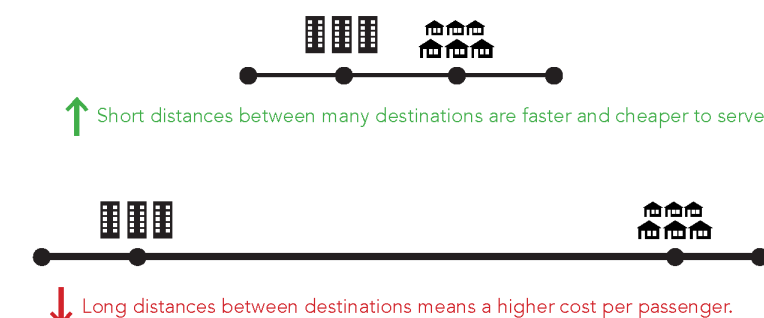 Short distances between many destinations are faster and cheaper to serve
Long distances between destinations means a higher cost per passenger.